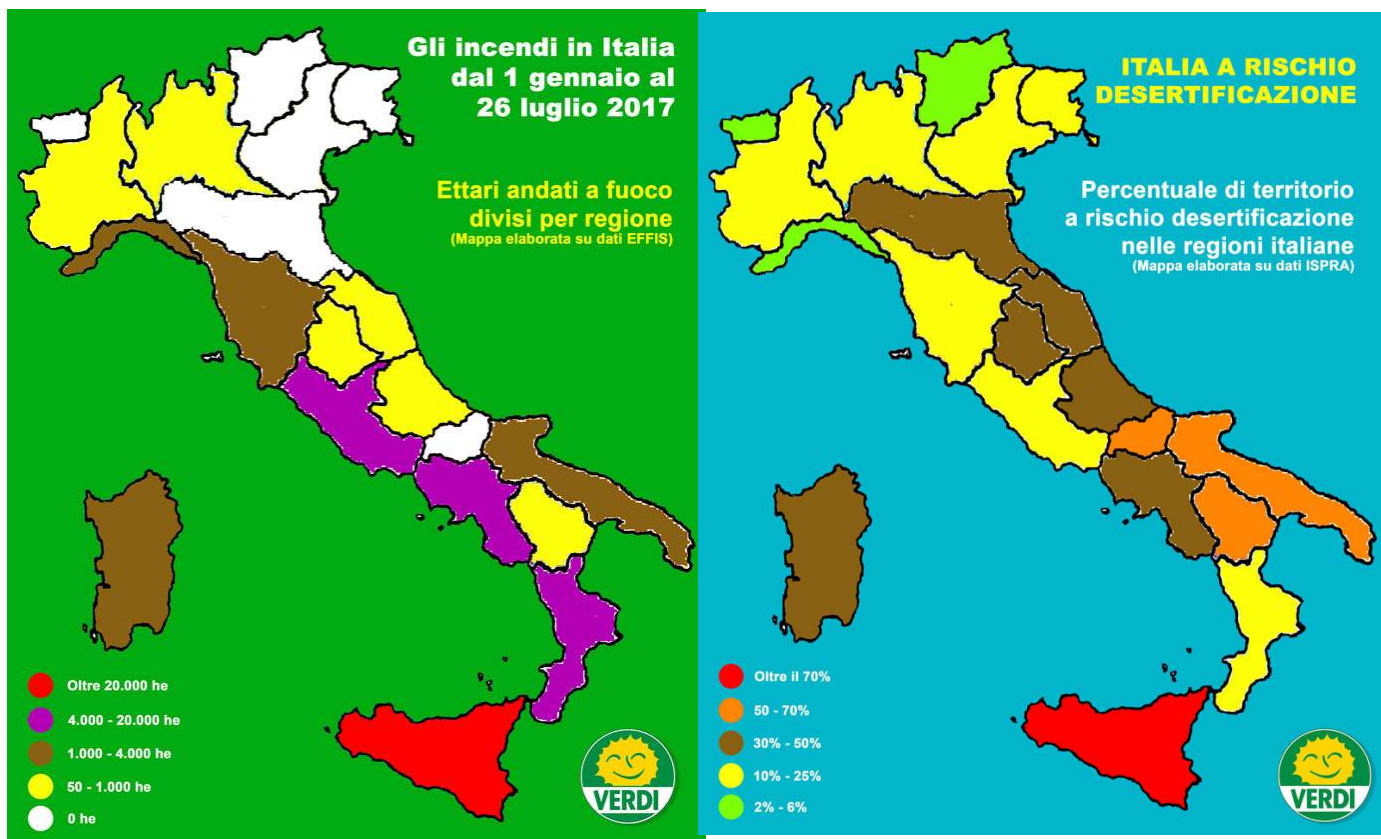 Gli incendi in Italia
dal 1 gennaio al
26 luglio 2017
Ettari andati a fuoco
divisi per regione
(Mappa elaborata su dati EFFIS)
Oltre 20.000 he
4.000 - 20.000 he
1.000 - 4.000 he
50 - 1.000 he
0 he
VERDI
ITALIA A RISCHIO
DESERTIFICAZIONE
Percentuale di territorio
a rischio desertificazione
nelle regioni italiane
(Mappa elaborata su dati ISPRA)
Oltre il 70%
50 - 70%
30% - 50%
10% - 25%
2% - 6%
VERDI